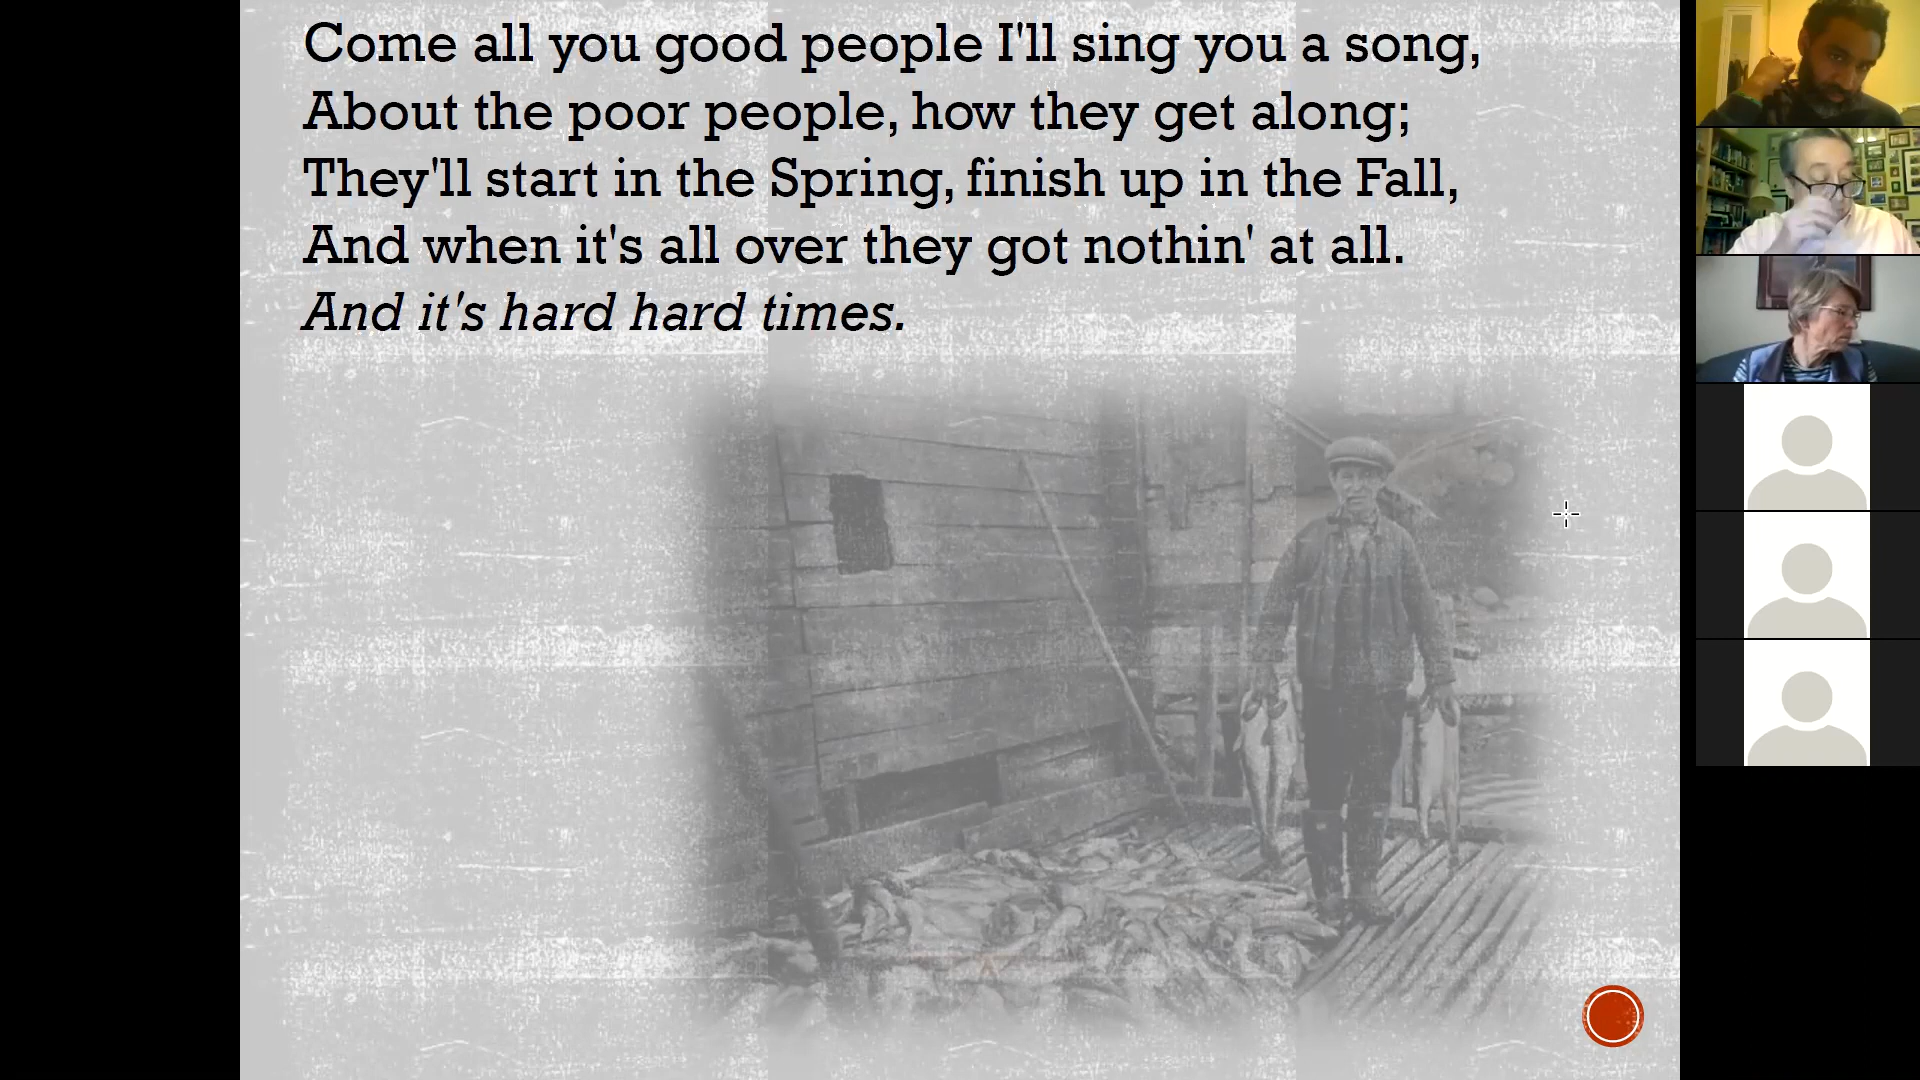 Come all you good people I'll sing you a song,
About the poor people, how they get along;
They'll start in the Spring, finish up in the Fall,
And when it's all over they got nothin' at all.
And it's hard hard times.